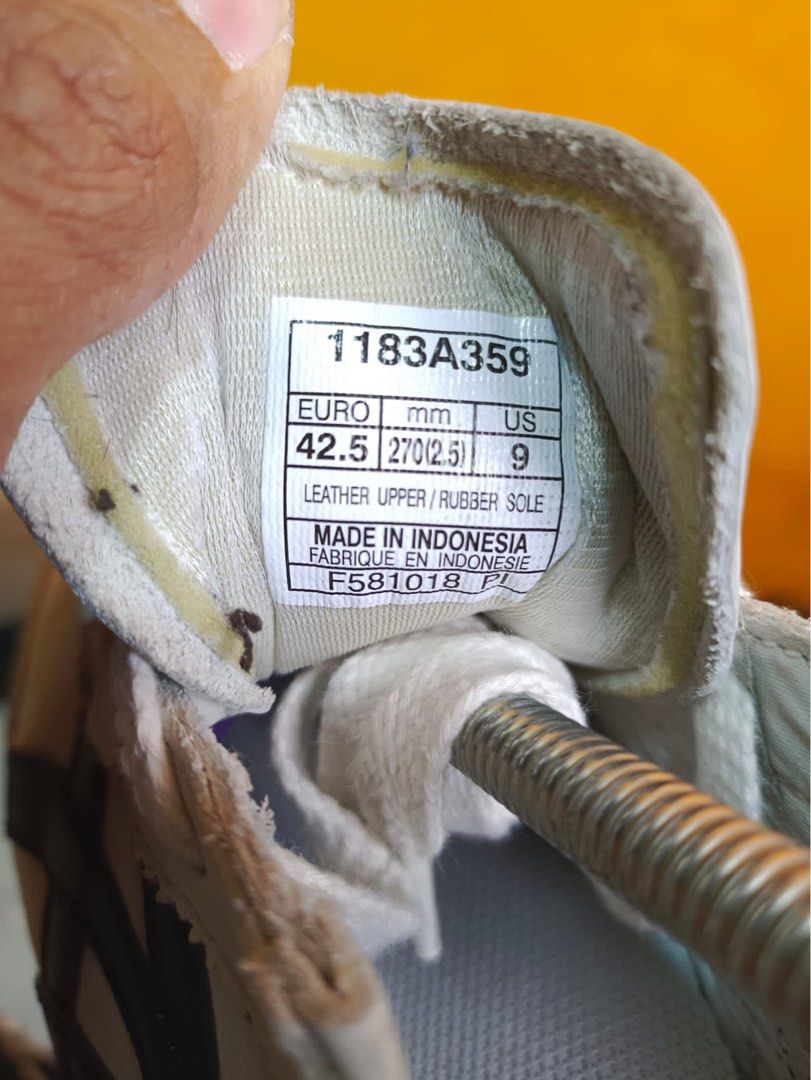 1183A359
EURO mm US
42.5 270(2.5) 9
LEATHER UPPER / RUBBER SOLE
MADE IN INDONESIA
FABRIQUE EN INDONESIE
F581018